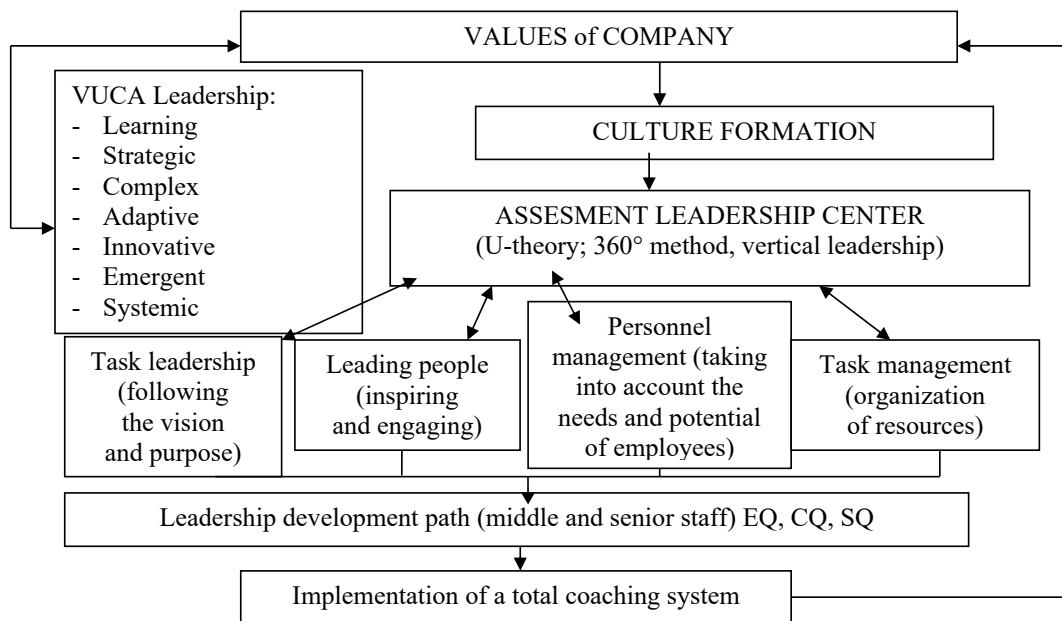 VALUES of COMPANY
VUCA Leadership:
- Learning
- Strategic
- Complex
- Adaptive
- Innovative
- Emergent
- Systemic
CULTURE FORMATION
ASSESMENT LEADERSHIP CENTER
(U-theory; 360° method, vertical leadership)
Task leadership
(following
the vision
and purpose)
Leading people
(inspiring
and engaging)
Personnel
management (taking
into account the
needs and potential
of employees)
Task management
(organization
of resources)
Leadership development path (middle and senior staff) EQ, CQ, SQ
Implementation of a total coaching system